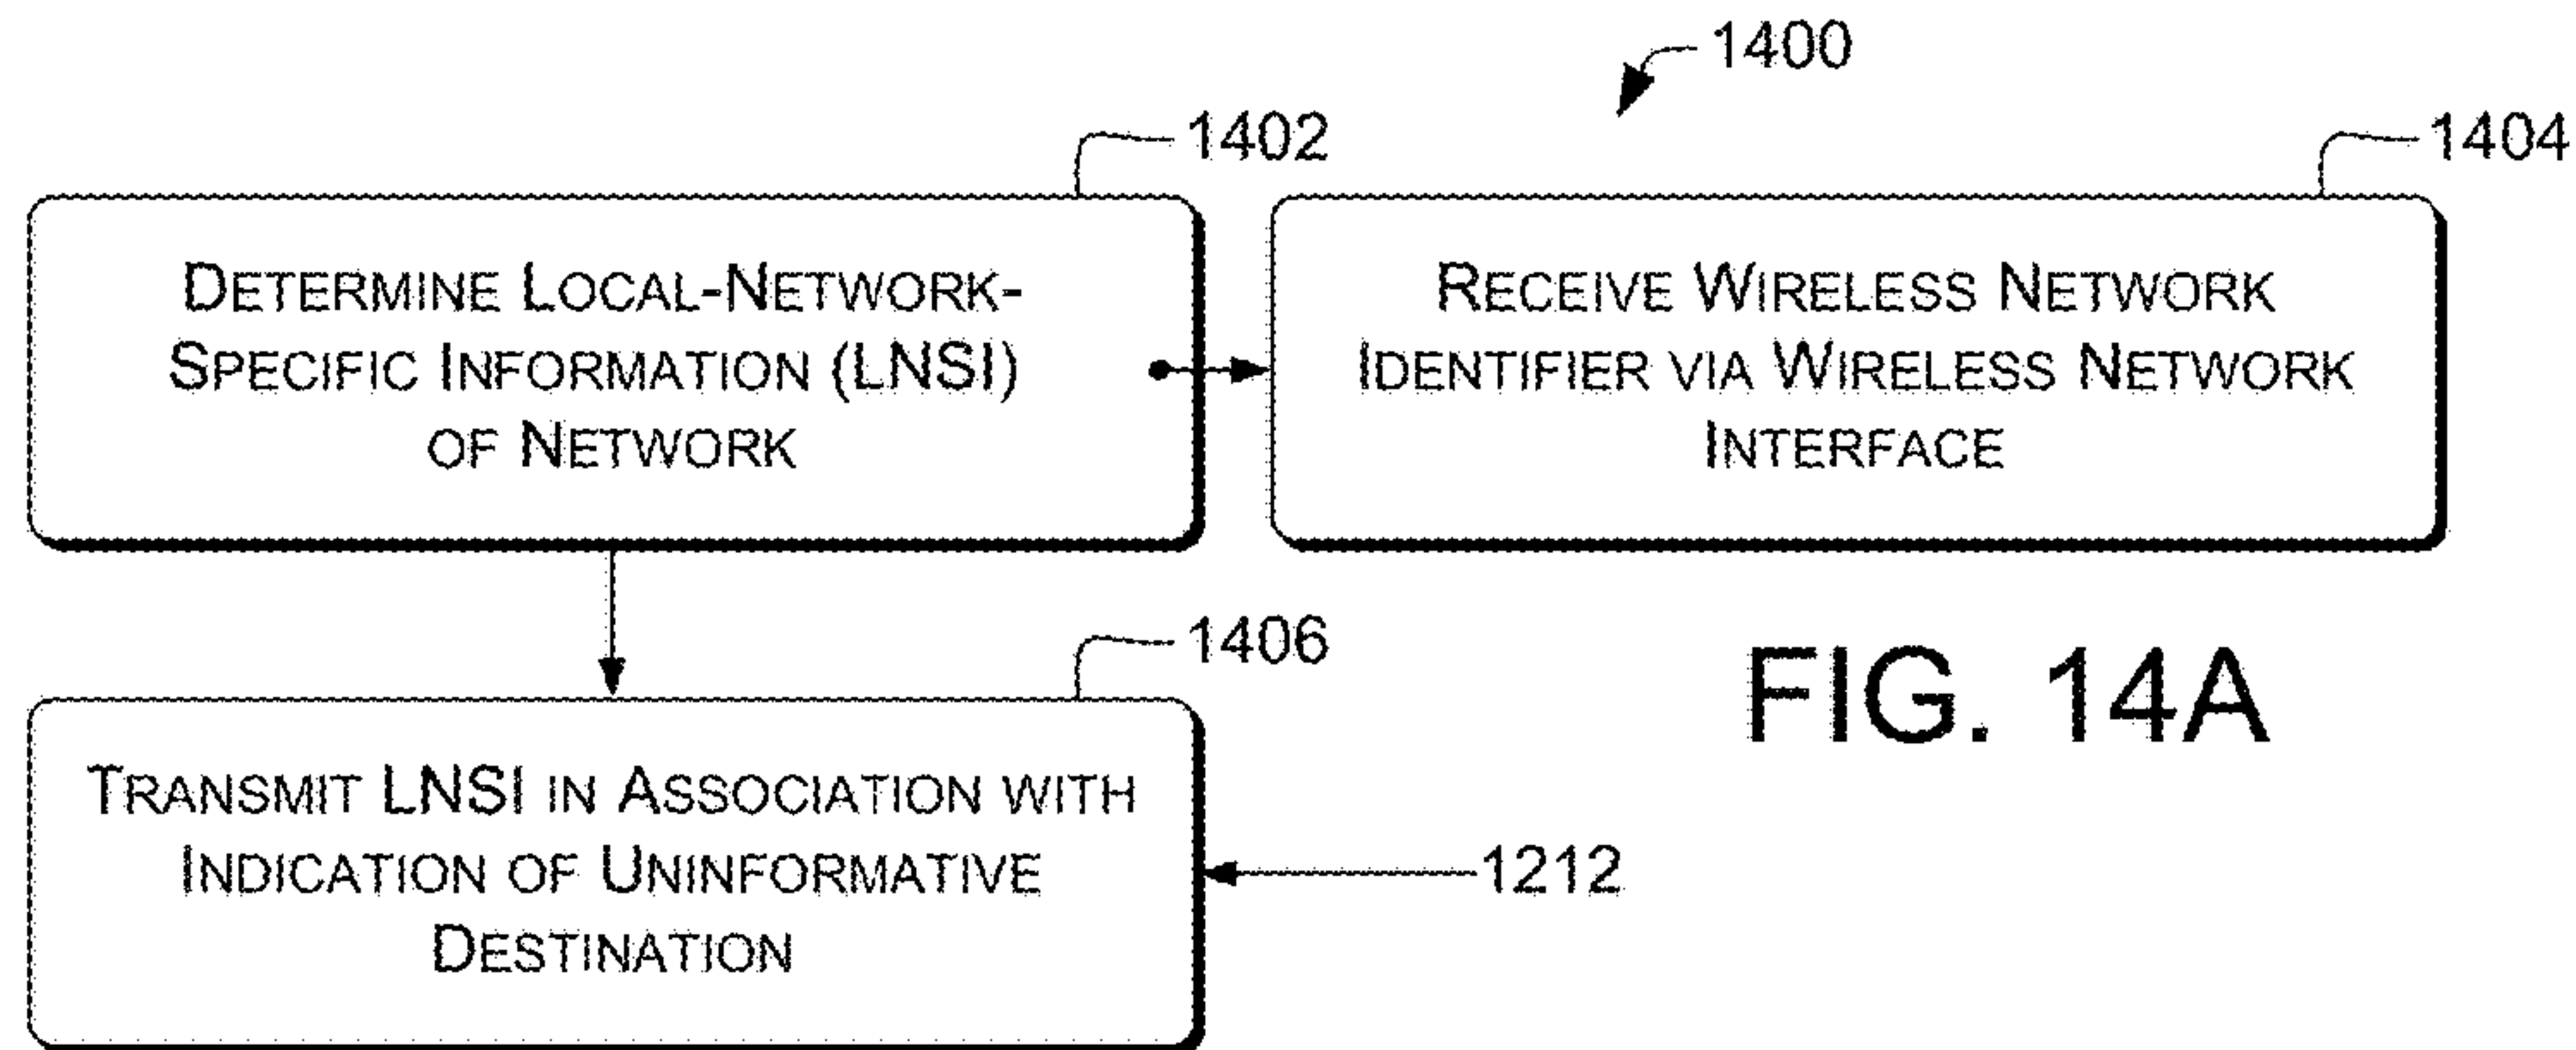 1400
1402
1404
DETERMINE LOCAL-NETWORK-
SPECIFIC INFORMATION (LNSI)
OF NETWORK
RECEIVE WIRELESS NETWORK
IDENTIFIER VIA WIRELESS NETWORK
INTERFACE
1406
TRANSMIT LNSI IN ASSOCIATION WITH
INDICATION OF UNINFORMATIVE
DESTINATION
1212
FIG. 14A